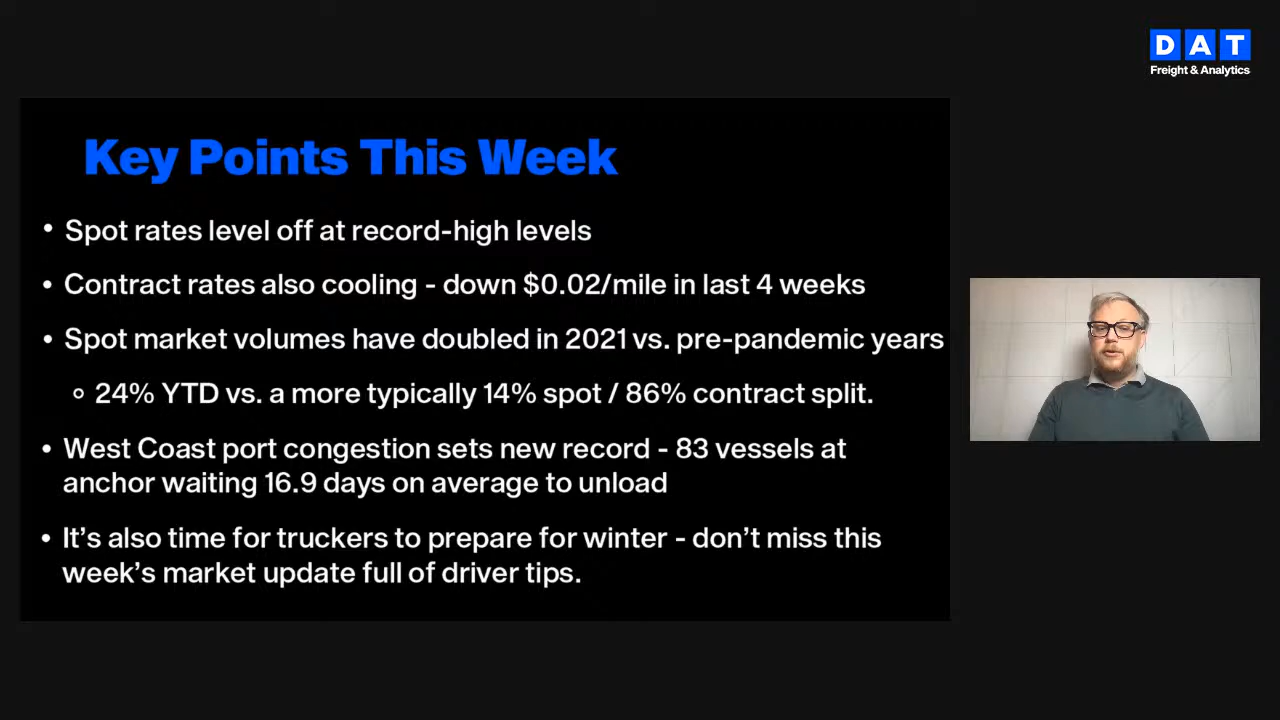 DAT
Freight & Analytics
Key Points This Week
• Spot rates level off at record-high levels
• Contract rates also cooling - down $0.02/mile in last 4 weeks
• Spot market volumes have doubled in 2021 vs. pre-pandemic years
○ 24% YTD vs. a more typically 14% spot / 86% contract split.
• West Coast port congestion sets new record - 83 vessels at
anchor waiting 16.9 days on average to unload
• It's also time for truckers to prepare for winter - don't miss this
week's market update full of driver tips.